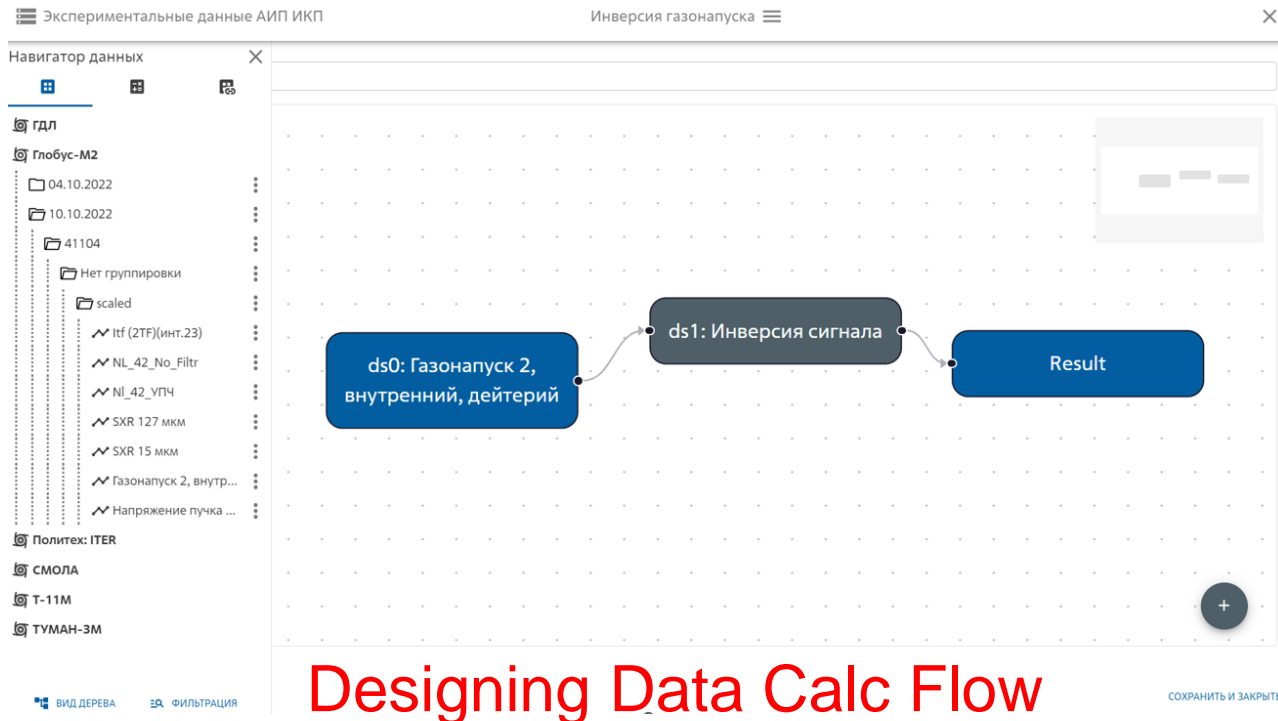 Экспериментальные данные АИП ИКП
Инверсия газонапуска
Навигатор данных
ГДЛ
Глобус-М2
04.10.2022
10.10.2022
41104
Нет группировки
scaled
Itf (2TF)(инт.23)
NL_42_No_Filtr
Nl_42_УПЧ
SXR 127 мкм
SXR 15 мкм
Газонапуск 2, внутр...
Напряжение пучка ...
Политех: ITER
СМОЛА
Т-11М
ТУМАН-3М
ВИД ДЕРЕВА
ФИЛЬТРАЦИЯ
ds0: Газонапуск 2,
внутренний, дейтерий
ds1: Инверсия сигнала
Result
+
Designing Data Calc Flow
СОХРАНИТЬ И ЗАКРЫТЬ